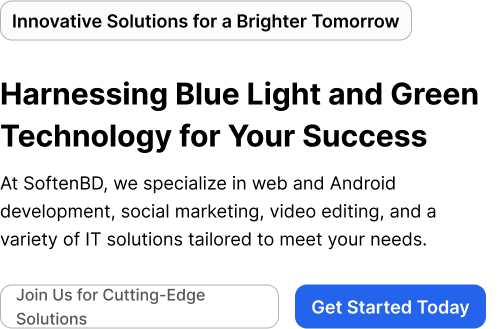 Innovative Solutions for a Brighter Tomorrow
Harnessing Blue Light and Green
Technology for Your Success
At SoftenBD, we specialize in web and Android
development, social marketing, video editing, and a
variety of IT solutions tailored to meet your needs.
Join Us for Cutting-Edge
Solutions
Get Started Today